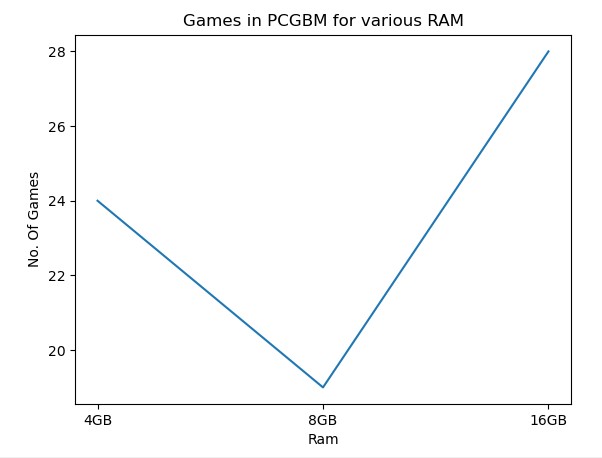 Games in PCGBM for various RAM
28
26
24
22
20
No. Of Games
4GB
8GB
16GB
Ram